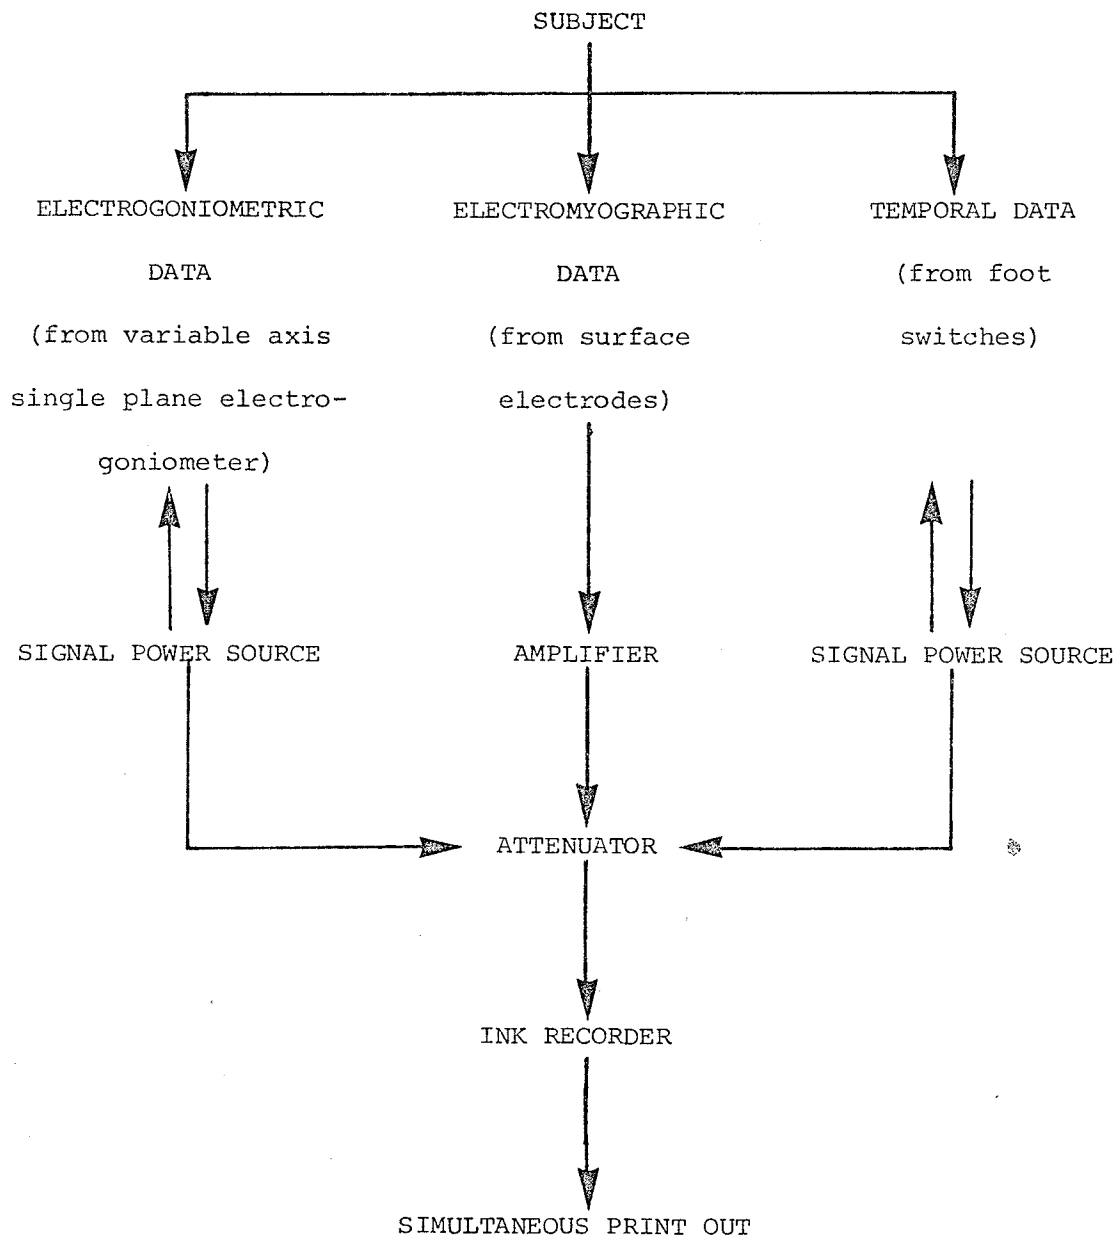 SUBJECT
ELECTROGONIOMETRIC
DATA
(from variable axis
single plane electro-
goniometer)
ELECTROMYOGRAPHIC
DATA
(from surface
electrodes)
TEMPORAL DATA
(from foot
switches)
SIGNAL POWER SOURCE
AMPLIFIER
SIGNAL POWER SOURCE
ATTENUATOR
INK RECORDER
SIMULTANEOUS PRINT OUT